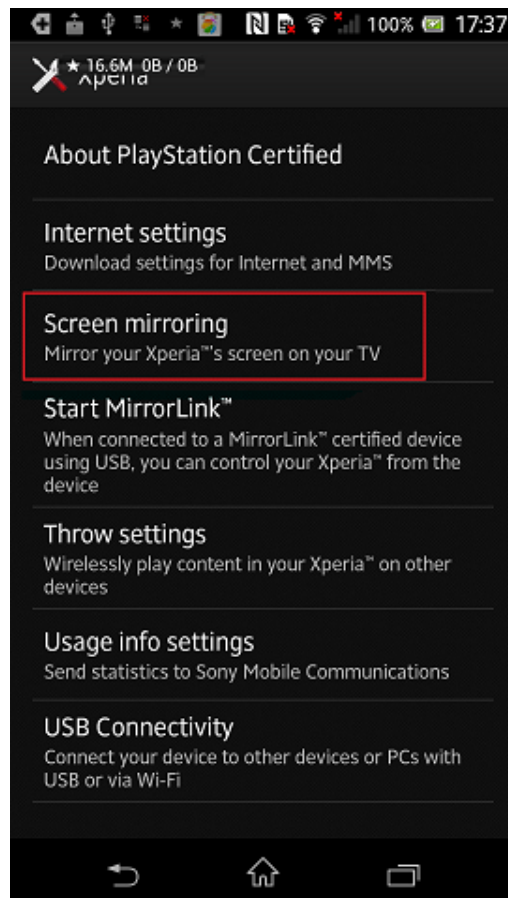 100% 17:37
★ 16.6M 0B / 0B
Xperia
About PlayStation Certified
Internet settings
Download settings for Internet and MMS
Screen mirroring
Mirror your Xperia™'s screen on your TV
Start MirrorLink™
When connected to a MirrorLink™ certified device
using USB, you can control your Xperia™ from the
device
Throw settings
Wirelessly play content in your Xperia™ on other
devices
Usage info settings
Send statistics to Sony Mobile Communications
USB Connectivity
Connect your device to other devices or PCs with
USB or via Wi-Fi